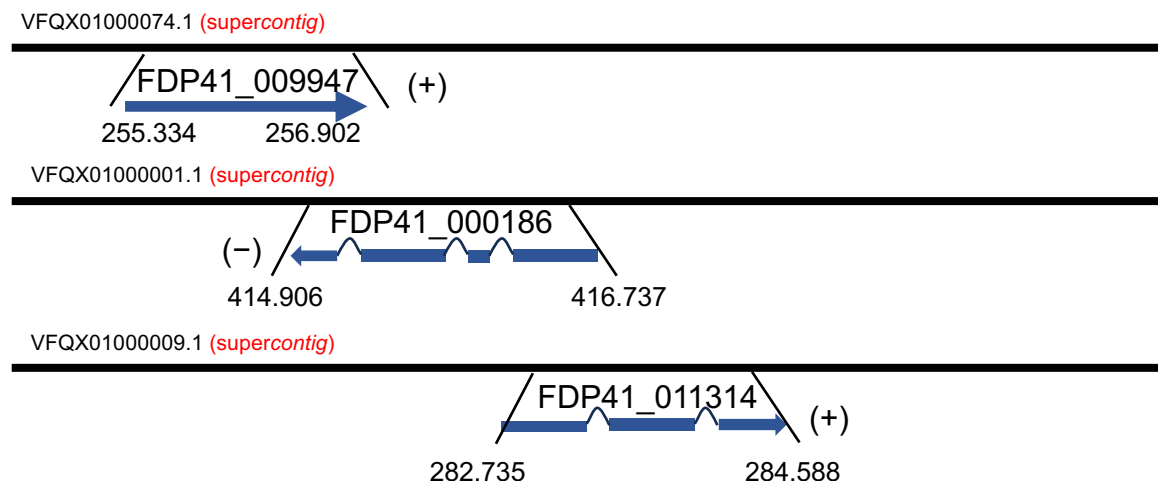 VFQX01000074.1 (supercontig)
FDP41_009947 (+)
255.334 256.902
VFQX01000001.1 (supercontig)
FDP41_000186
(−)
414.906 416.737
VFQX01000009.1 (supercontig)
FDP41_011314 (+)
282.735 284.588